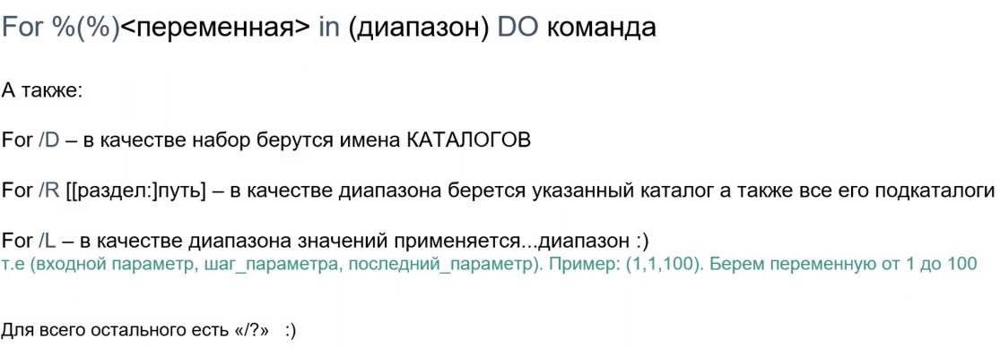 For %(%)<переменная> in (диапазон) DO команда
А также:
For /D – в качестве набор берутся имена КАТАЛОГОВ
For /R [[раздел:]путь] – в качестве диапазона берется указанный каталог а также все его подкаталоги
For /L – в качестве диапазона значений применяется...диапазон :)
т.е (входной параметр, шаг_параметра, последний_параметр). Пример: (1,1,100). Берем переменную от 1 до 100
Для всего остального есть «/?» :)